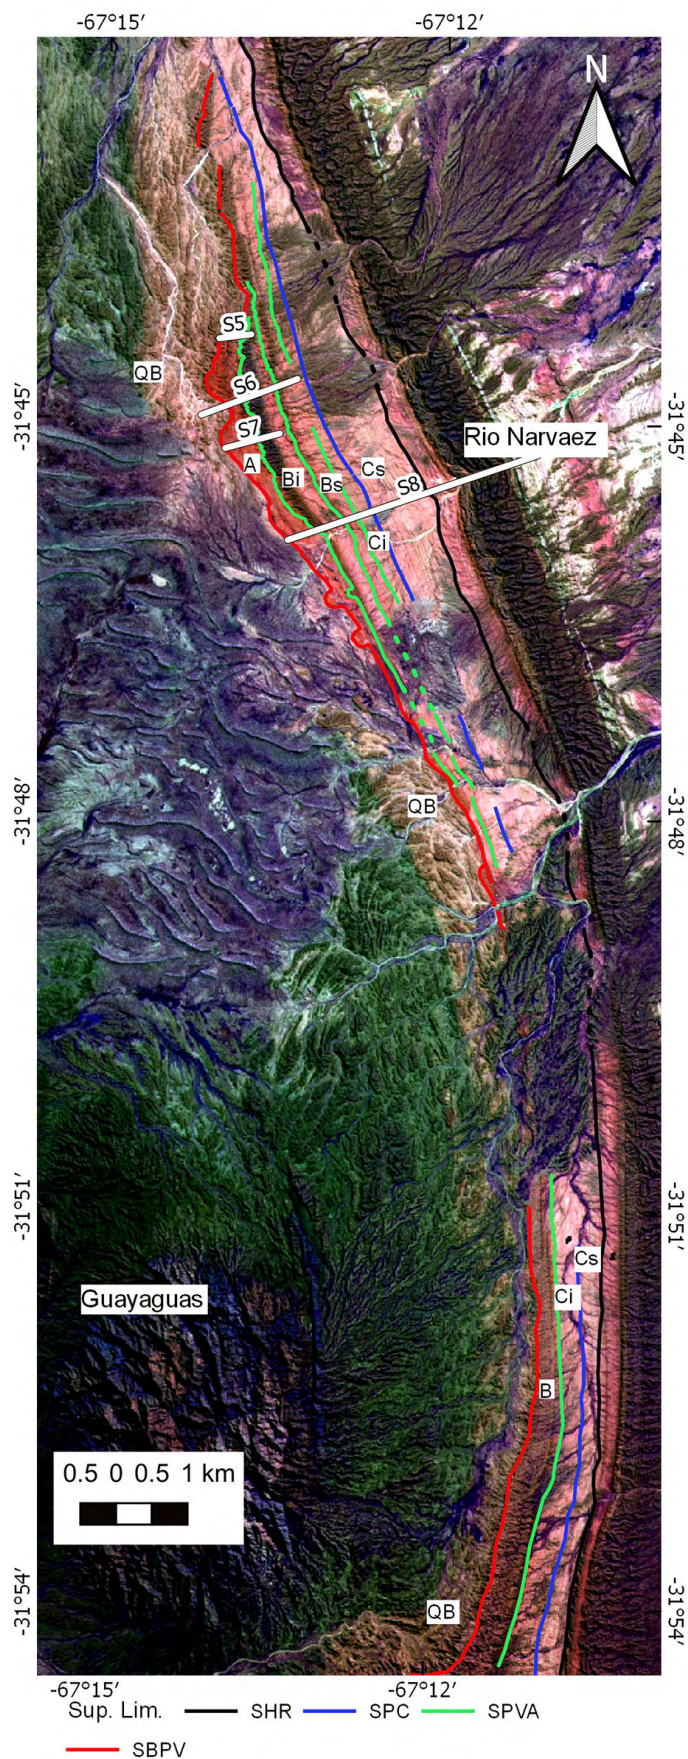 -67°15′ -67°12′
N
S5
QB
S6
-31°45′ -31°45′
S7
Rio Narvaez
A
Bi
Bs
Cs
S8
Ci
QB
-31°48′ -31°48′
-31°51′ -31°51′
Cs
Guayaguas
Ci
B
0.5 0 0.5 1 km
-31°54′ -31°54′
QB
-67°15′ -67°12′
Sup. Lim. SHR SPC SPVA
SBPV